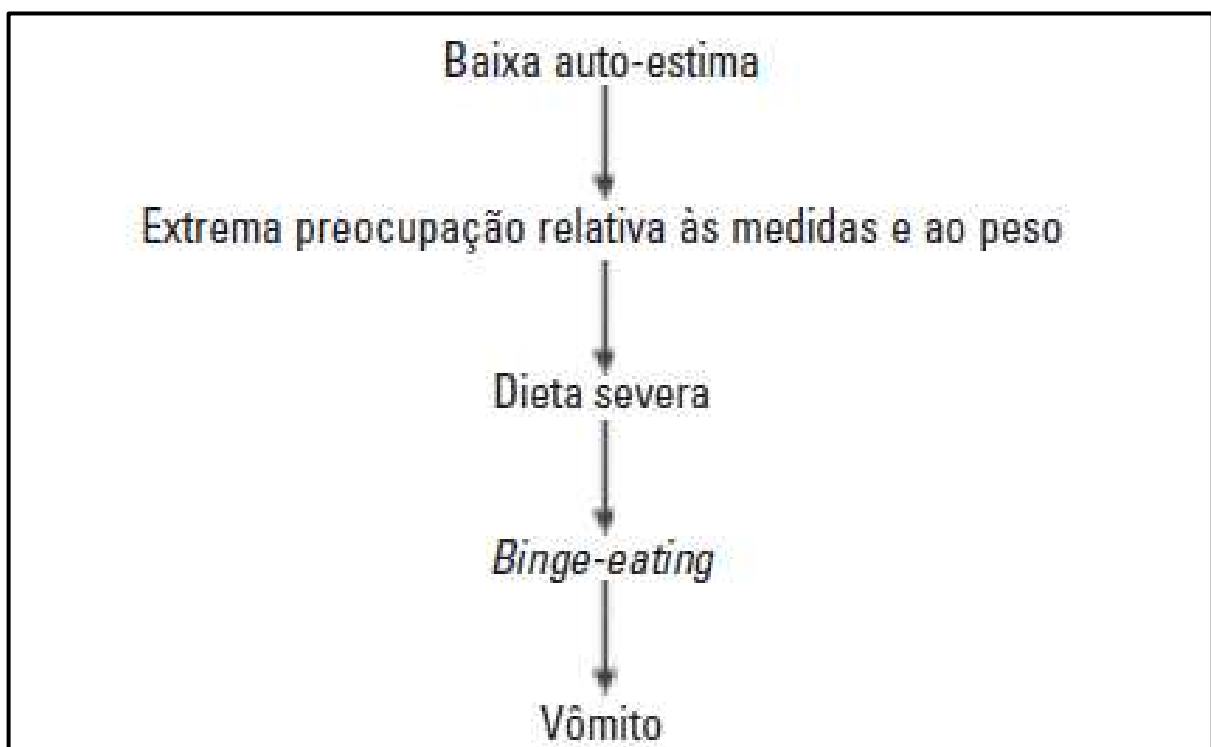 Baixa auto-estima
Extrema preocupação relativa às medidas e ao peso
Dieta severa
Binge-eating
Vômito